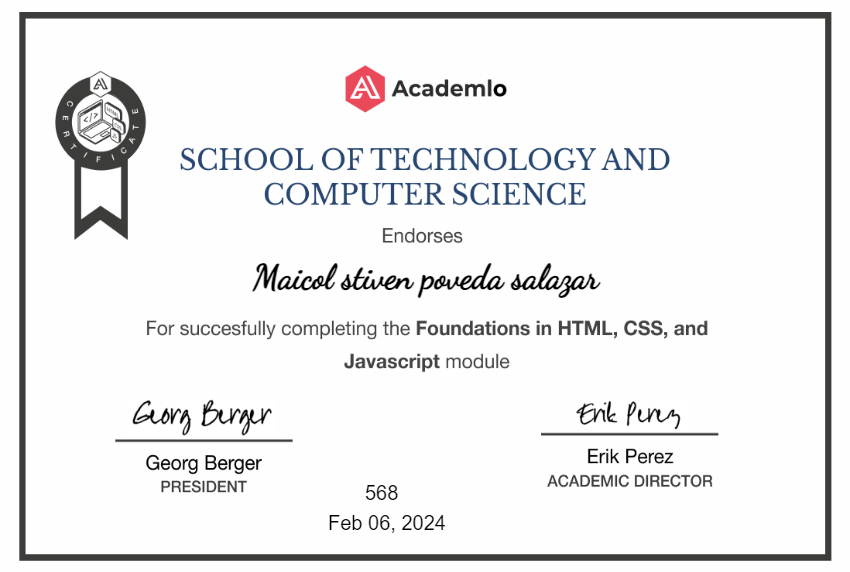 Academlo
CERTIFICATE
</>
SCHOOL OF TECHNOLOGY AND
COMPUTER SCIENCE
Endorses
Maicol stiven poveda salazar
For succesfully completing the Foundations in HTML, CSS, and
Javascript module
Georg Berger
Erik Perez
Georg Berger
Erik Perez
PRESIDENT
ACADEMIC DIRECTOR
568
Feb 06, 2024